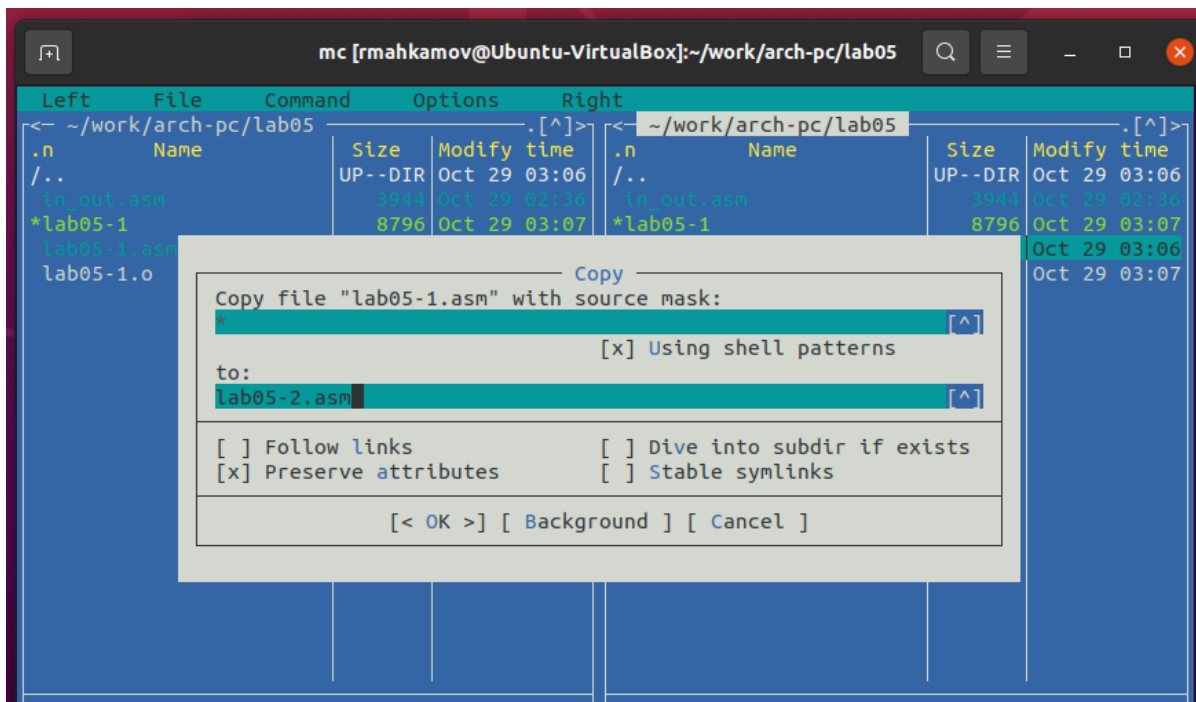 mc [rmahkamov@Ubuntu-VirtualBox]:~/work/arch-pc/lab05
Left File Command Options Right
<─ ~/work/arch-pc/lab05 .[^]> <─ ~/work/arch-pc/lab05 .[^]>
.n Name Size Modify time .n Name Size Modify time
/.. UP--DIR Oct 29 03:06 /.. UP--DIR Oct 29 03:06
in_out.asm 3944 Oct 29 02:36 in_out.asm 3944 Oct 29 02:36
*lab05-1 8796 Oct 29 03:07 *lab05-1 8796 Oct 29 03:07
lab05-1.asm Oct 29 03:06
lab05-1.o Oct 29 03:07
Copy
Copy file "lab05-1.asm" with source mask:
* [^]
[x] Using shell patterns
to:
lab05-2.asm [^]
[ ] Follow links [ ] Dive into subdir if exists
[x] Preserve attributes [ ] Stable symlinks
[< OK >] [ Background ] [ Cancel ]